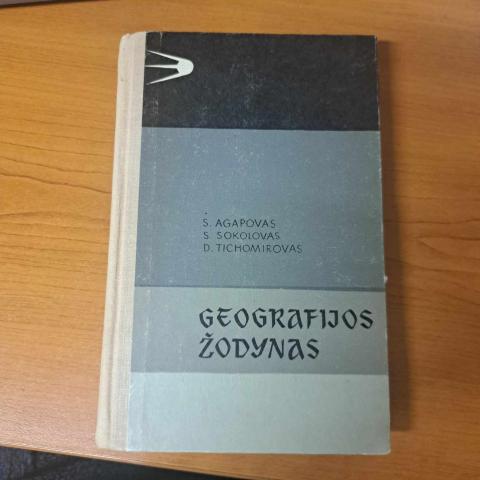 S. AGAPOVAS
S. SOKOLOVAS
D. TICHOMIROVAS
GEOGRAFIJOS
ŽODYNAS